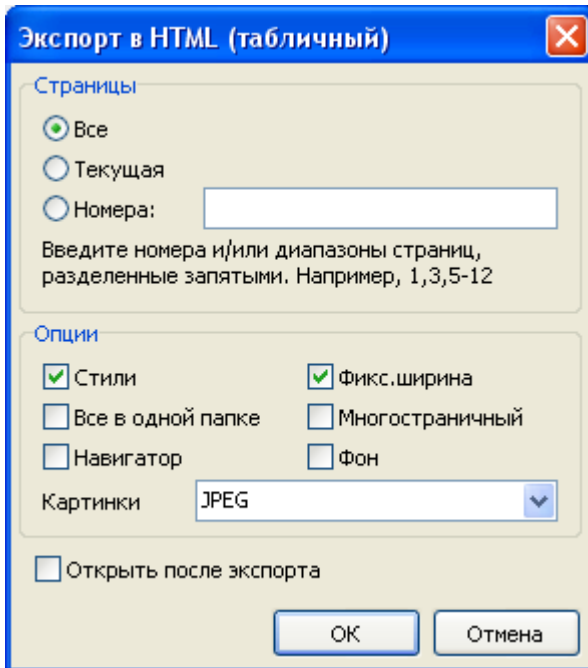 Экспорт в HTML (табличный)
Страницы
Все
Текущая
Номера:
Введите номера и/или диапазоны страниц,
разделенные запятыми. Например, 1,3,5-12
Опции
Стили
Фикс.ширина
Все в одной папке
Многостраничный
Навигатор
Фон
Картинки
JPEG
Открыть после экспорта
ОК
Отмена